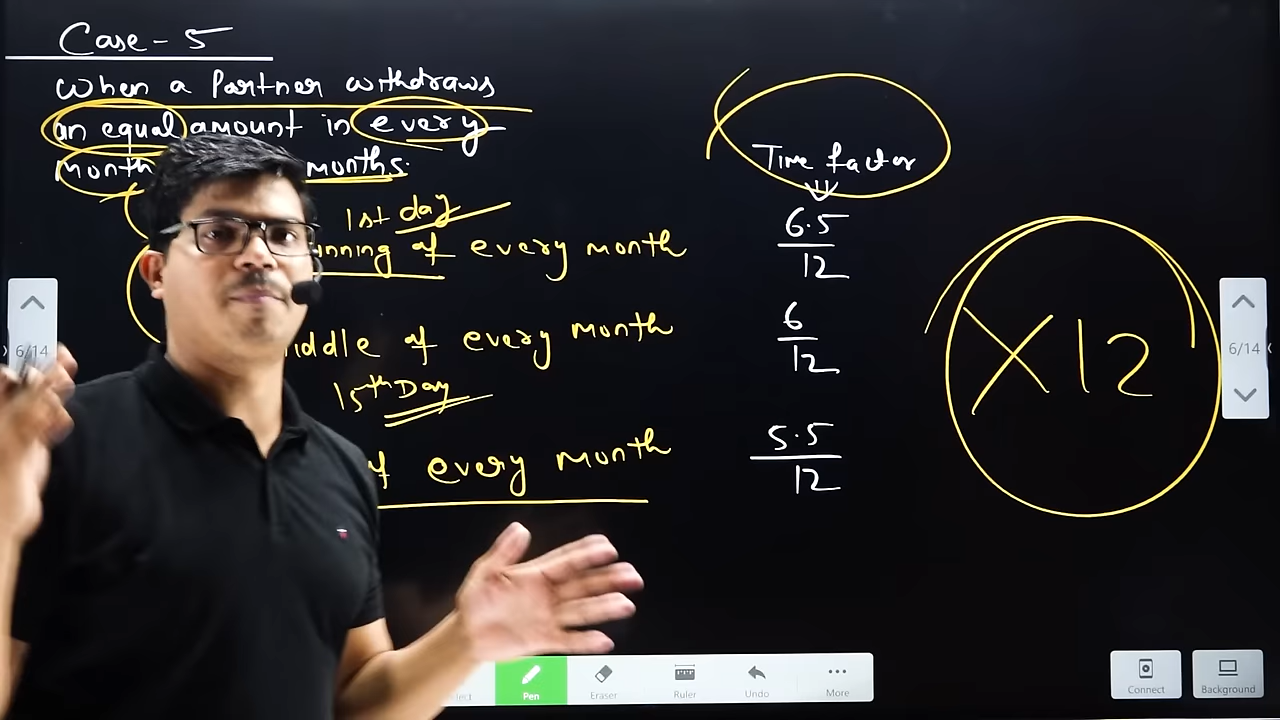 Case - 5
When a Partner withdraws
an equal amount in every
month months.
Time factor
1st day
inning of every month
6.5
12
iddle of every month
6
12
15th Day
of every month
5.5
12
X12
6/14
6/14
Pen
Eraser
Ruler
Undo
More
Connect
Background